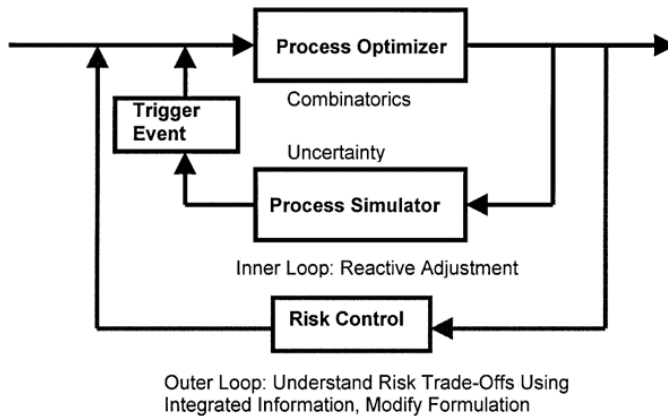 Process Optimizer
Combinatorics
Trigger
Event
Uncertainty
Process Simulator
Inner Loop: Reactive Adjustment
Risk Control
Outer Loop: Understand Risk Trade-Offs Using
Integrated Information, Modify Formulation